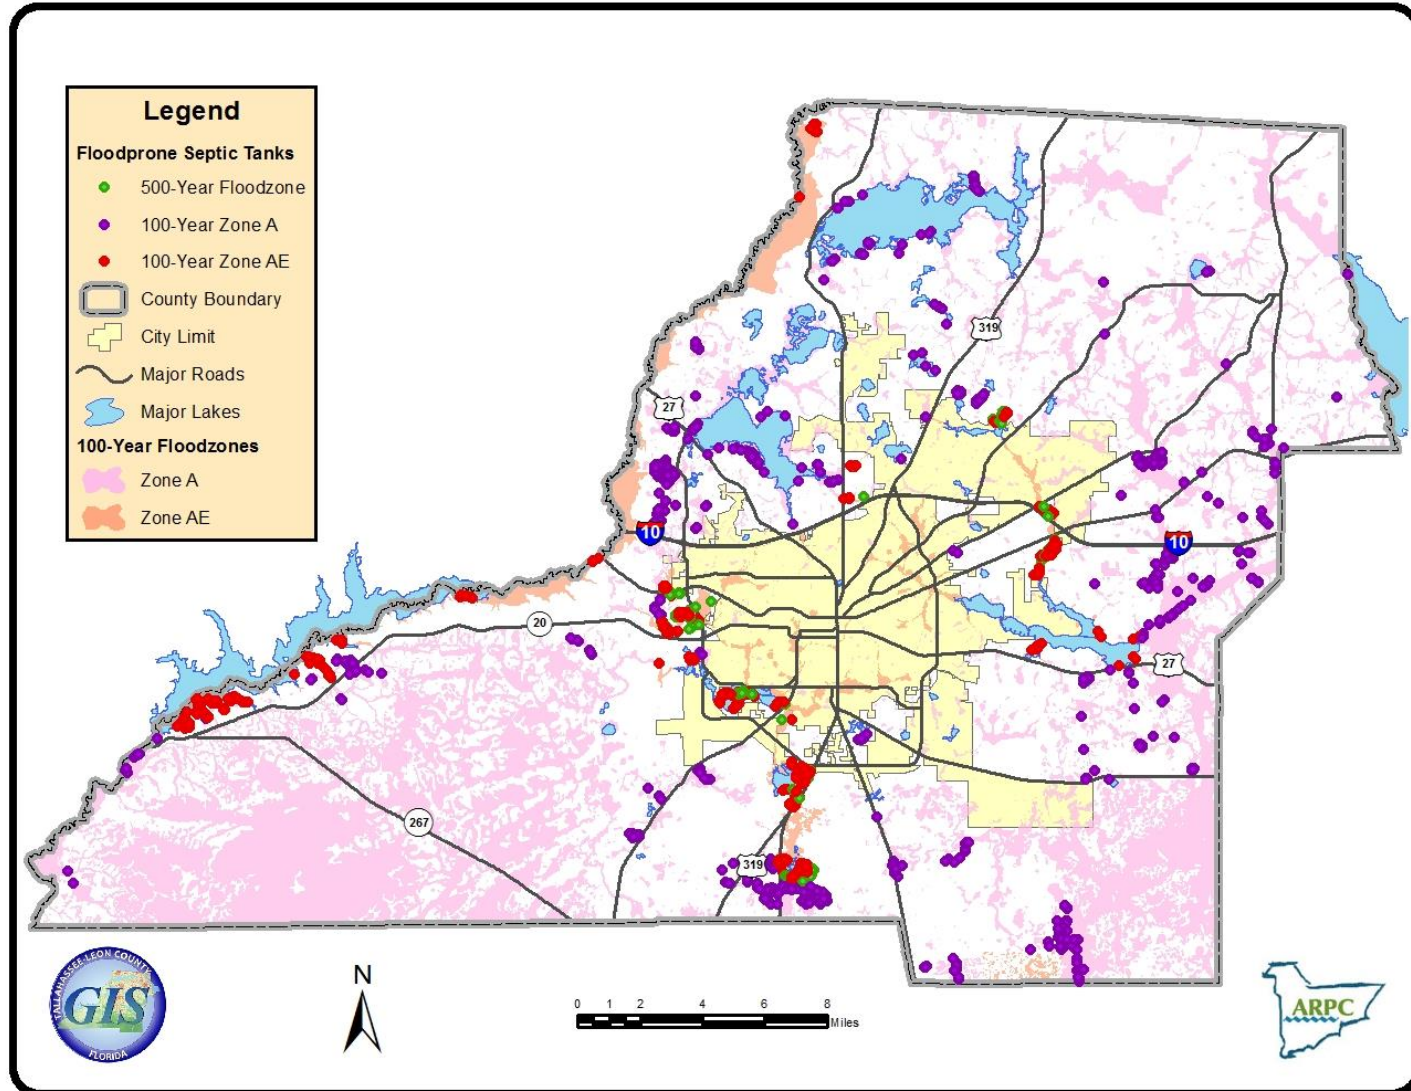 Legend
Floodprone Septic Tanks
500-Year Floodzone
100-Year Zone A
100-Year Zone AE
County Boundary
City Limit
Major Roads
Major Lakes
100-Year Floodzones
Zone A
Zone AE
319
27
10
10
20
27
267
319
TALLAHASSEE-LEON COUNTY
GIS
FLORIDA
N
0 1 2 4 6 8
Miles
ARPC